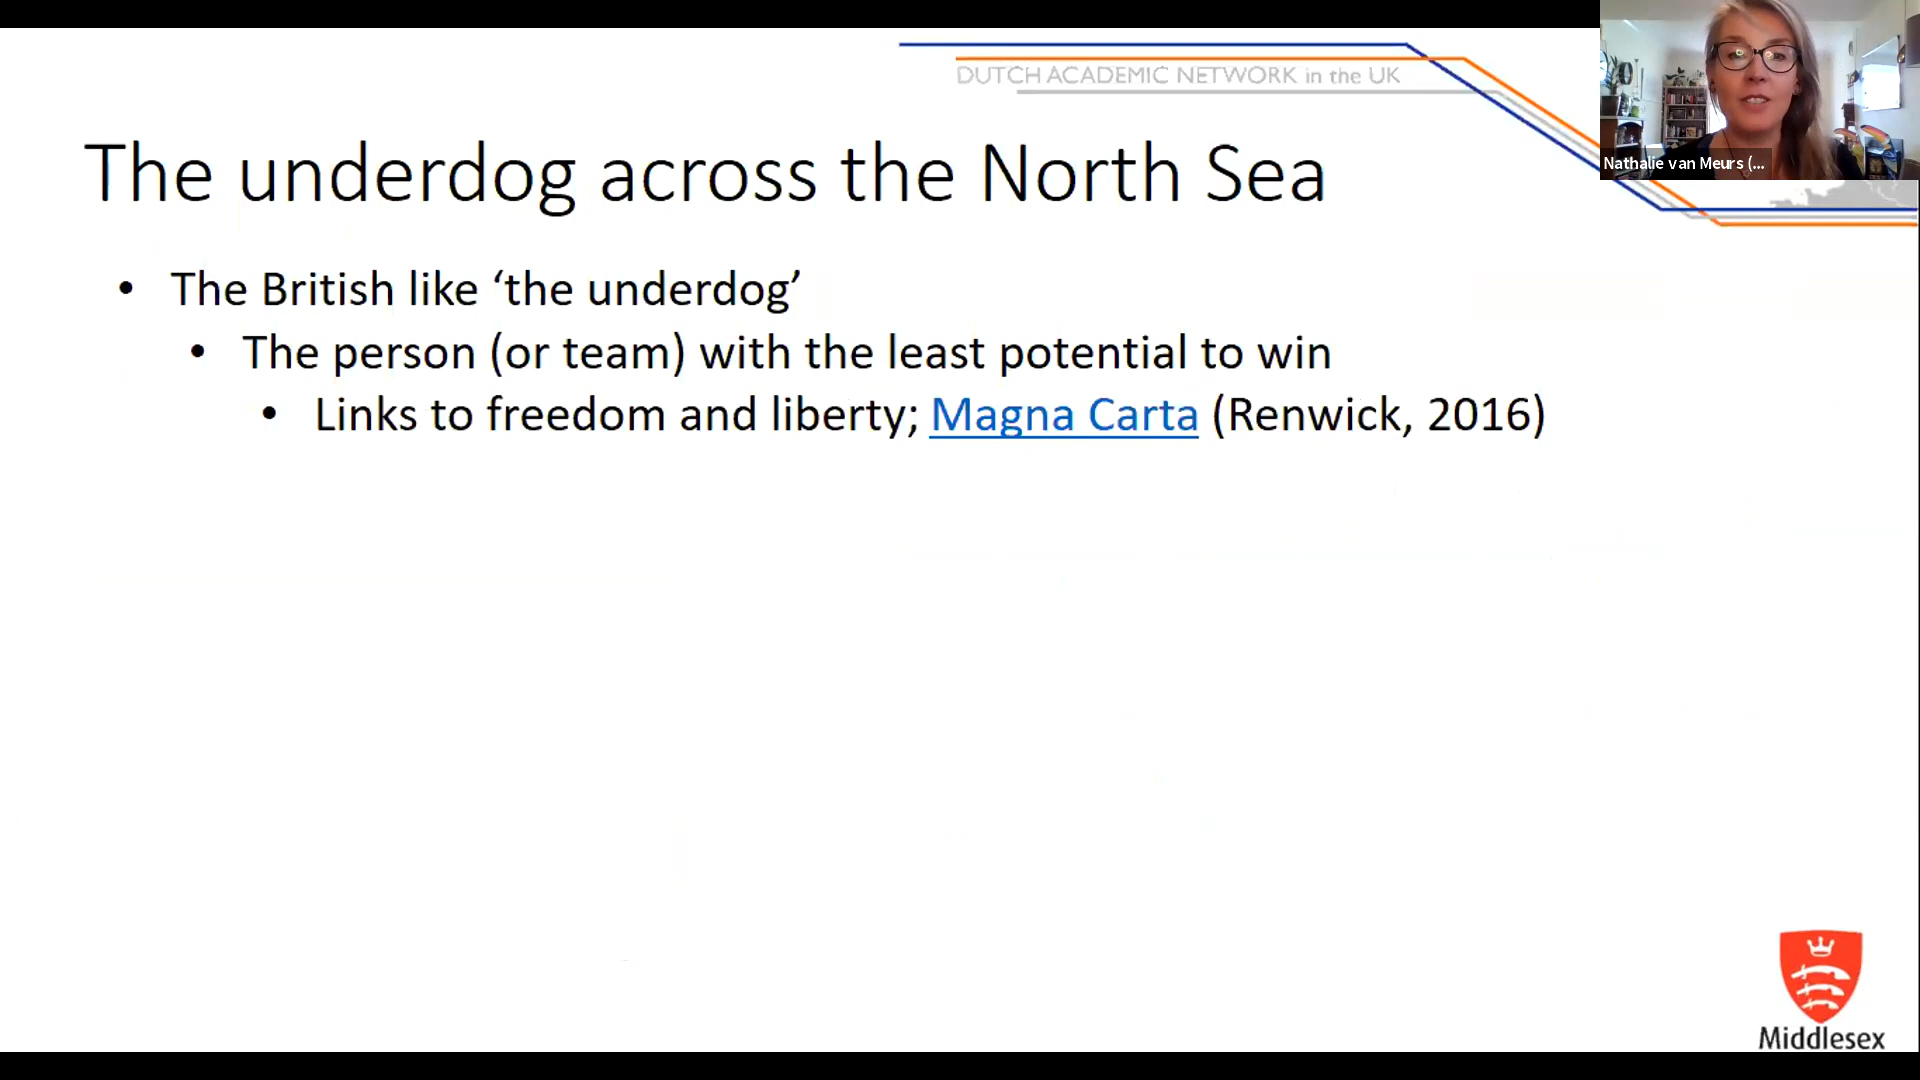 DUTCH ACADEMIC NETWORK in the UK
Nathalie van Meurs (...
The underdog across the North Sea
• The British like ‘the underdog’
• The person (or team) with the least potential to win
• Links to freedom and liberty; Magna Carta (Renwick, 2016)
Middlesex